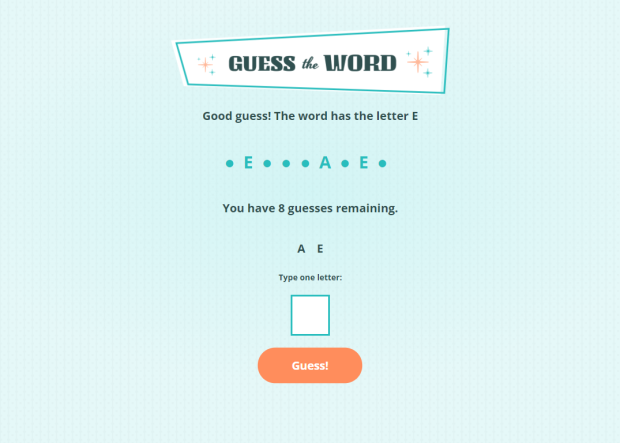 GUESS the WORD
Good guess! The word has the letter E
● E ● ● ● A ● E ●
You have 8 guesses remaining.
A E
Type one letter:
Guess!